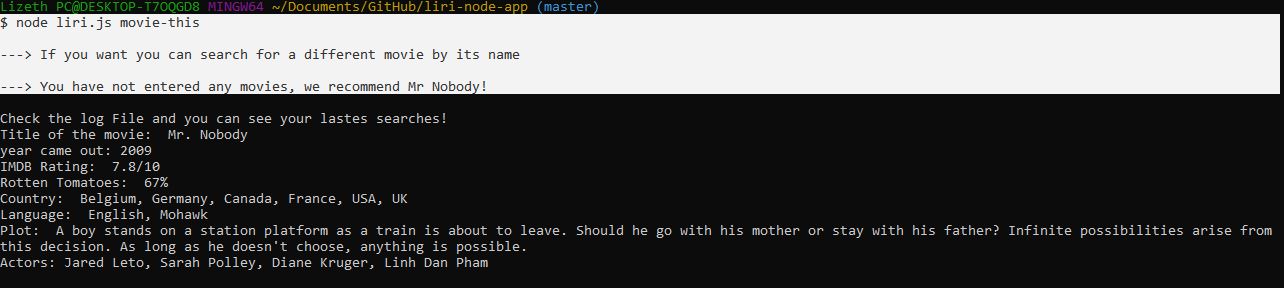 Lizeth PC@DESKTOP-T7OQGD8 MINGW64 ~/Documents/GitHub/liri-node-app (master)
$ node liri.js movie-this
---> If you want you can search for a different movie by its name
---> You have not entered any movies, we recommend Mr Nobody!
Check the log File and you can see your lastes searches!
Title of the movie:  Mr. Nobody
year came out: 2009
IMDB Rating:  7.8/10
Rotten Tomatoes:  67%
Country:  Belgium, Germany, Canada, France, USA, UK
Language:  English, Mohawk
Plot:  A boy stands on a station platform as a train is about to leave. Should he go with his mother or stay with his father? Infinite possibilities arise from
this decision. As long as he doesn't choose, anything is possible.
Actors: Jared Leto, Sarah Polley, Diane Kruger, Linh Dan Pham